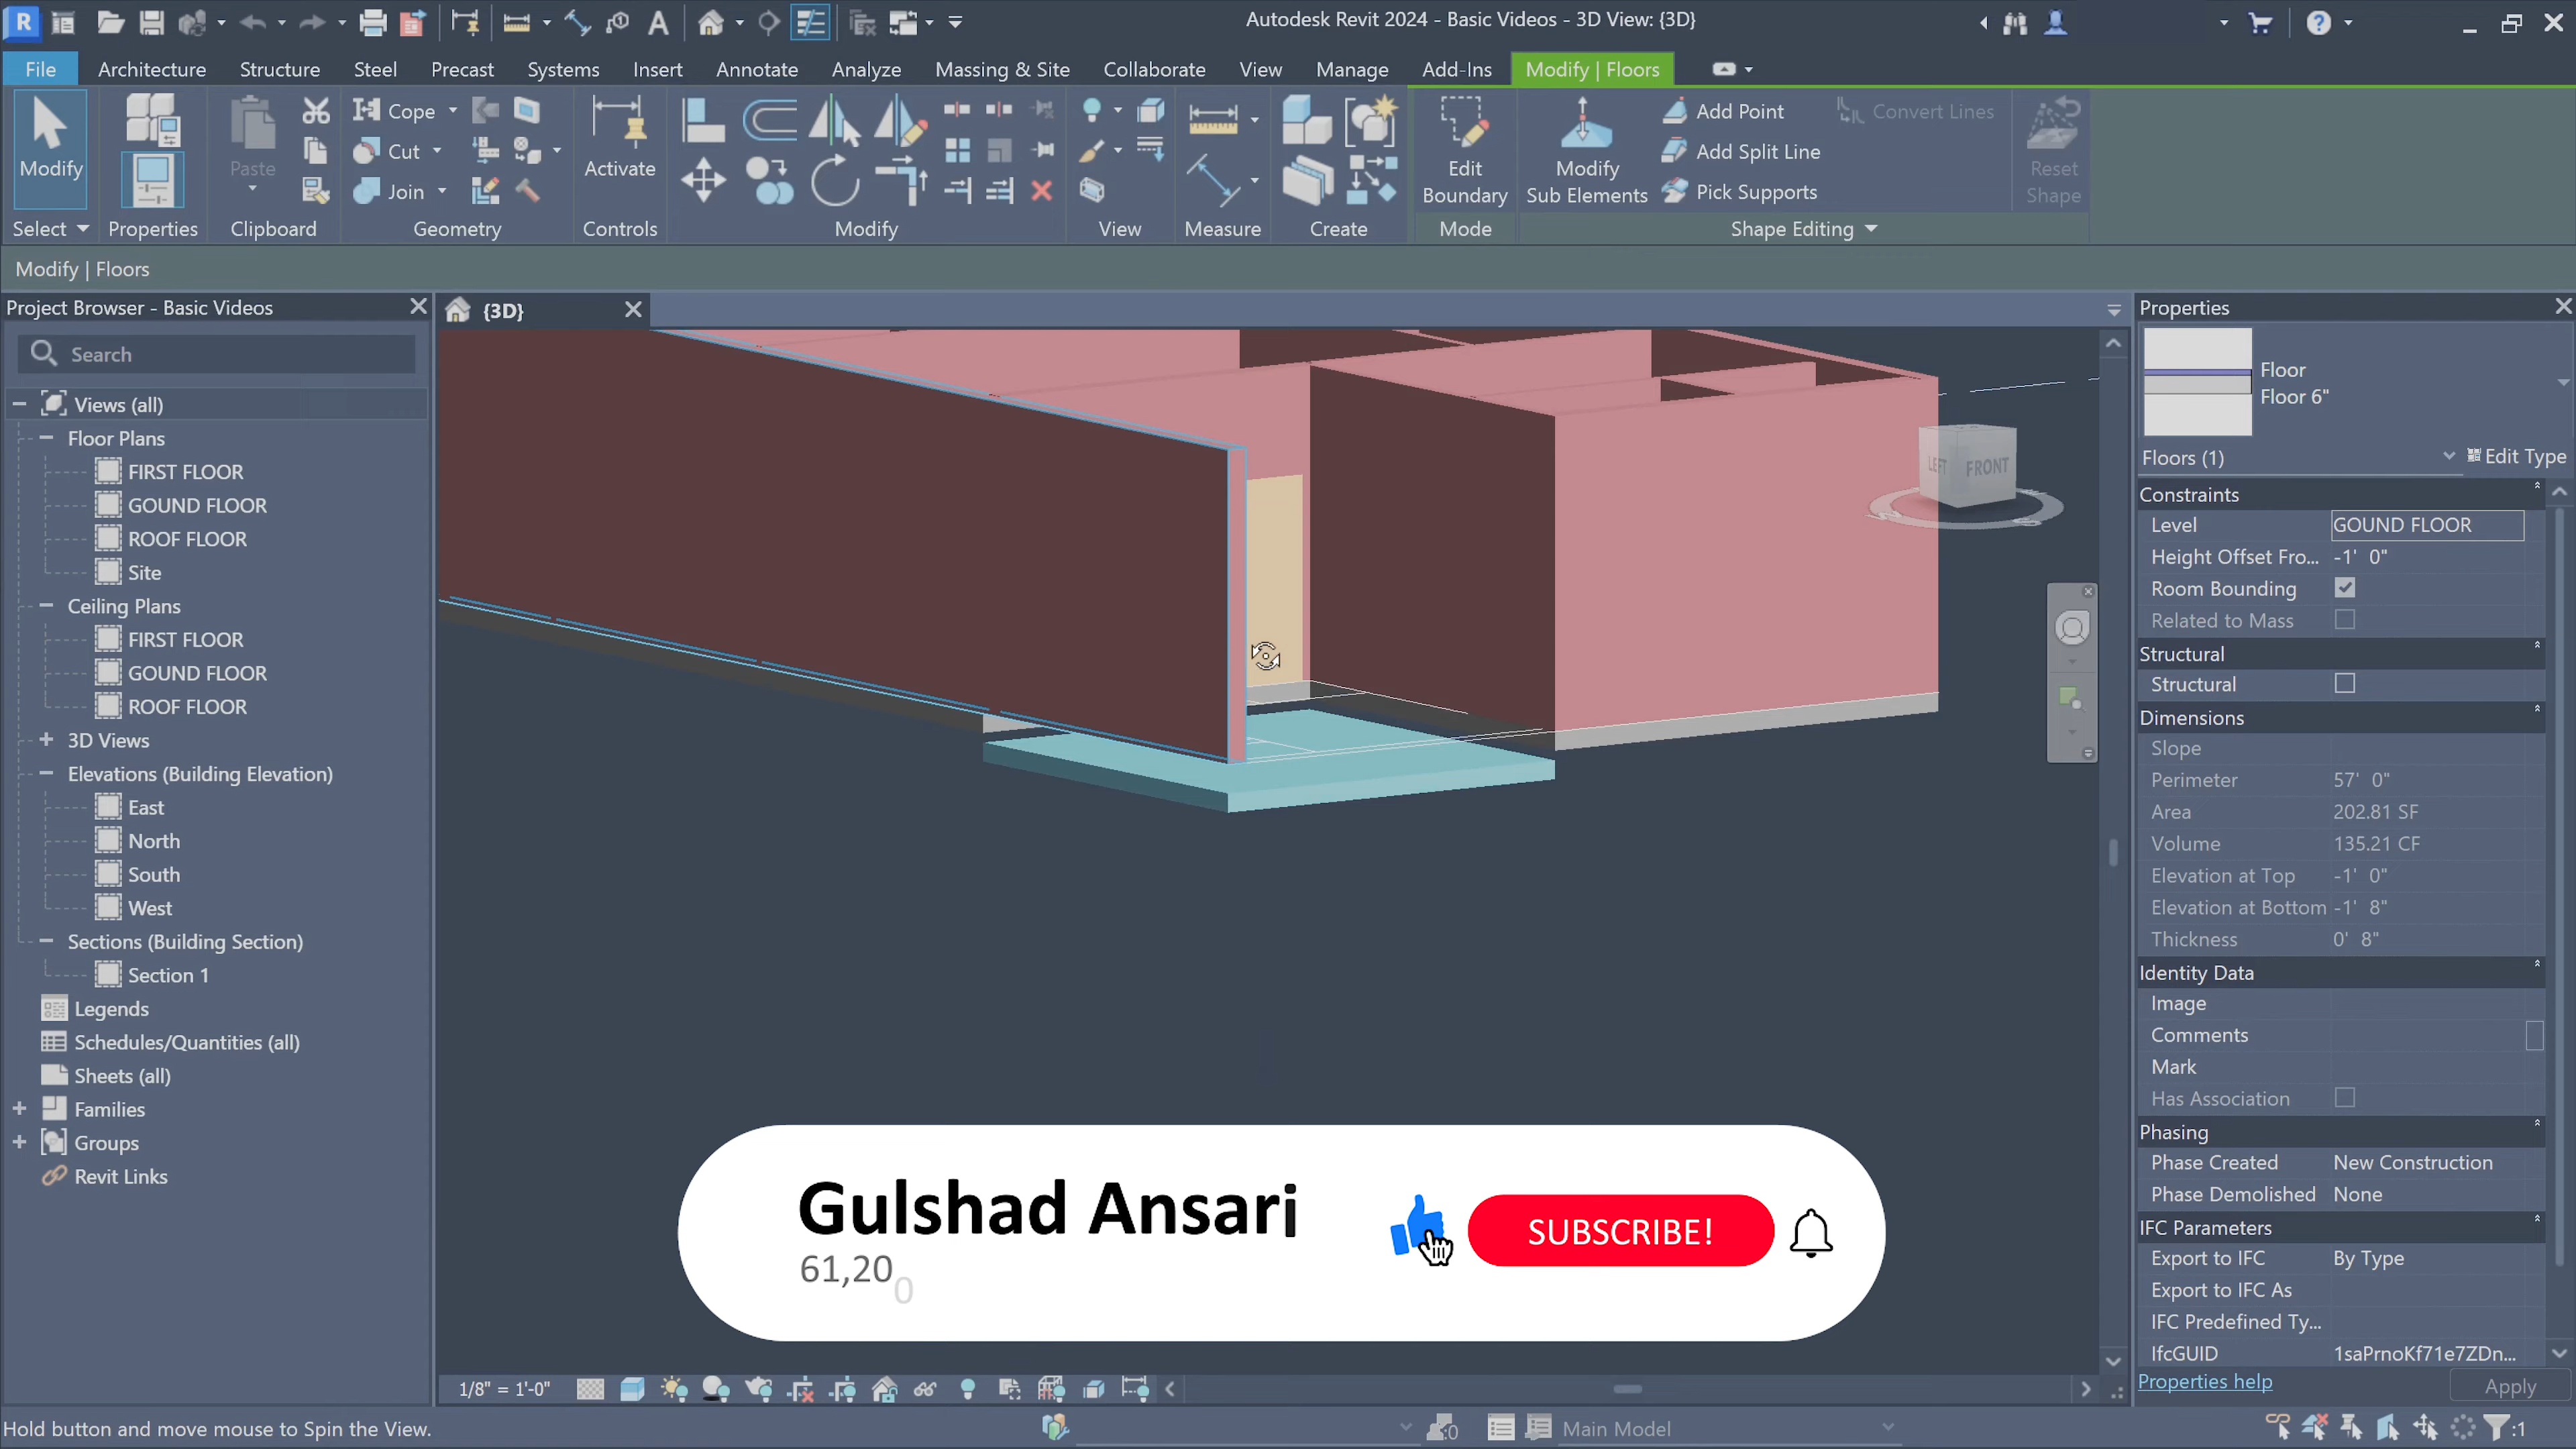 Autodesk Revit 2024 - Basic Videos - 3D View: {3D}
File Architecture Structure Steel Precast Systems Insert Annotate Analyze Massing & Site Collaborate View Manage Add-Ins Modify | Floors
Modify Paste Cope Cut Join Activate Edit Boundary Modify Sub Elements Add Point Add Split Line Pick Supports Convert Lines Reset Shape
Select Properties Clipboard Geometry Controls Modify View Measure Create Mode Shape Editing
Modify | Floors
Project Browser - Basic Videos
Search
Views (all)
Floor Plans
FIRST FLOOR
GOUND FLOOR
ROOF FLOOR
Site
Ceiling Plans
FIRST FLOOR
GOUND FLOOR
ROOF FLOOR
3D Views
Elevations (Building Elevation)
East
North
South
West
Sections (Building Section)
Section 1
Legends
Schedules/Quantities (all)
Sheets (all)
Families
Groups
Revit Links
{3D}
LEFT FRONT
Gulshad Ansari
61,200
SUBSCRIBE!
Properties
Floor
Floor 6"
Floors (1) Edit Type
Constraints
Level GOUND FLOOR
Height Offset Fro... -1' 0"
Room Bounding
Related to Mass
Structural
Structural
Dimensions
Slope
Perimeter 57' 0"
Area 202.81 SF
Volume 135.21 CF
Elevation at Top -1' 0"
Elevation at Bottom -1' 8"
Thickness 0' 8"
Identity Data
Image
Comments
Mark
Has Association
Phasing
Phase Created New Construction
Phase Demolished None
IFC Parameters
Export to IFC By Type
Export to IFC As
IFC Predefined Ty...
IfcGUID 1saPrnoKf71e7ZDn...
Properties help Apply
1/8" = 1'-0"
Hold button and move mouse to Spin the View. :0 Main Model :1